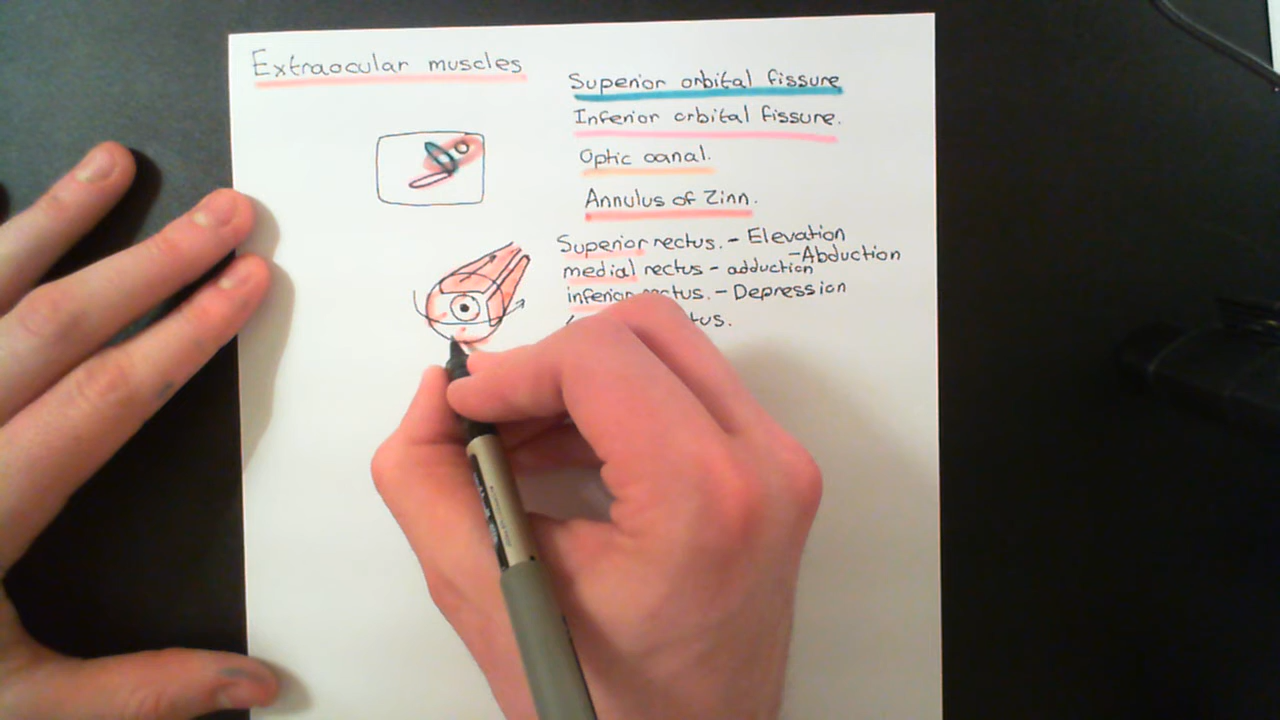 Extraocular muscles
Superior orbital fissure
Inferior orbital fissure.
Optic canal.
Annulus of Zinn.
Superior rectus. - Elevation
- Abduction
medial rectus - adduction
inferior rectus. - Depression